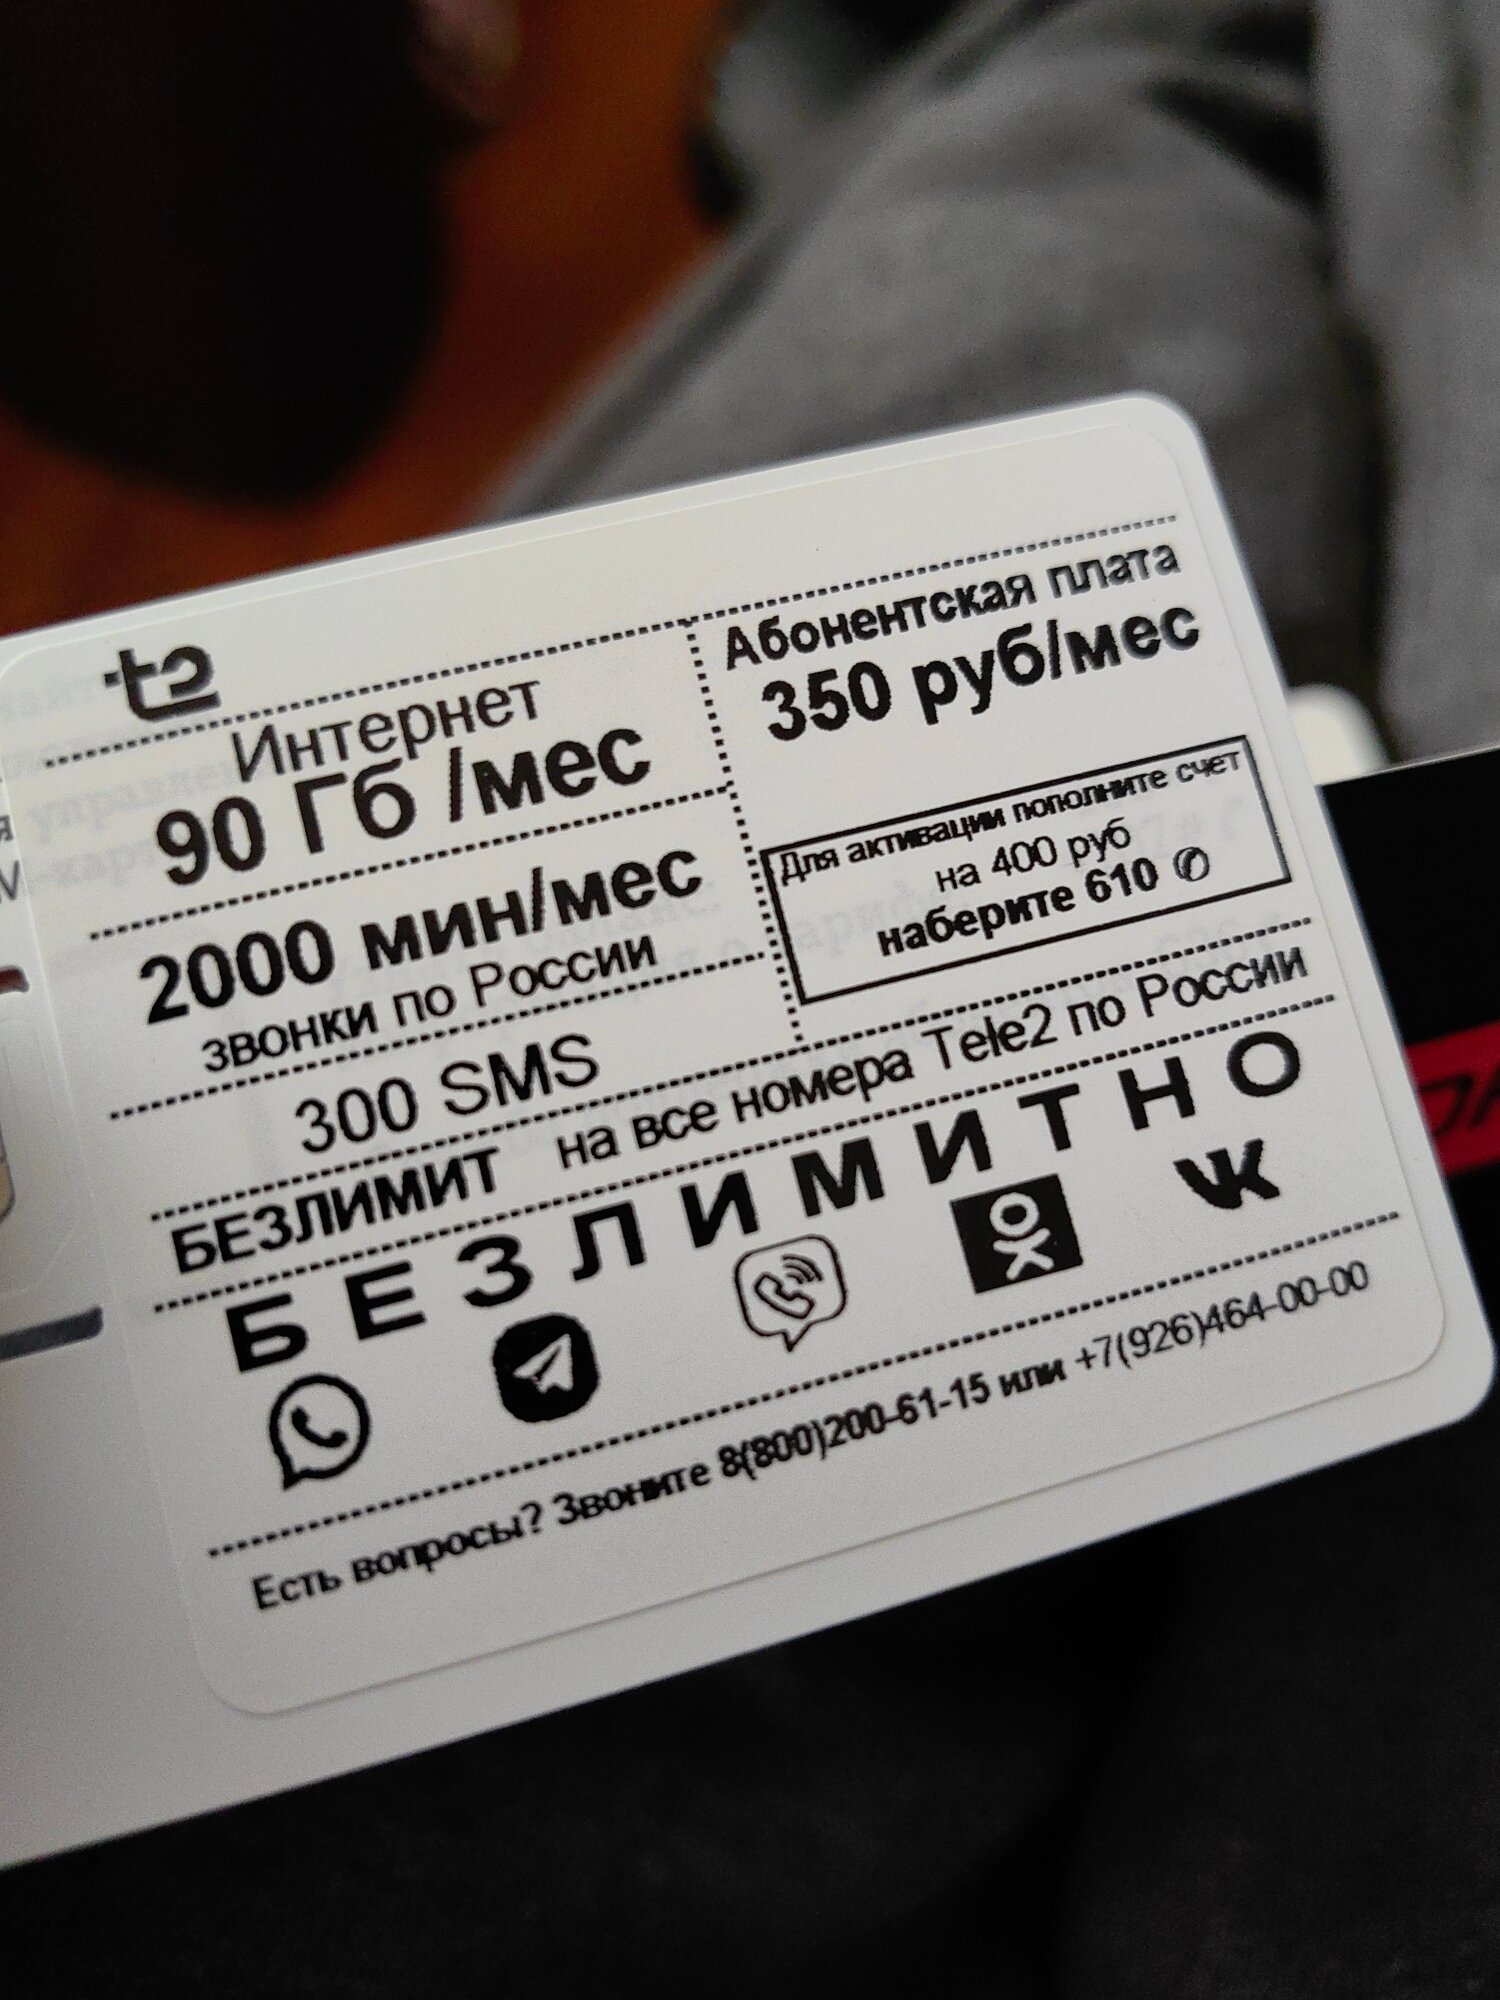 t2
Интернет
90 Гб /мес
2000 мин/мес
звонки по России
300 SMS
Абонентская плата
350 руб/мес
Для активации пополните счет
на 400 руб
наберите 610 ✆
БЕЗЛИМИТ на все номера Tele2 по России
БЕЗЛИМИТНО
Есть вопросы? Звоните 8(800)200-61-15 или +7(926)464-00-00